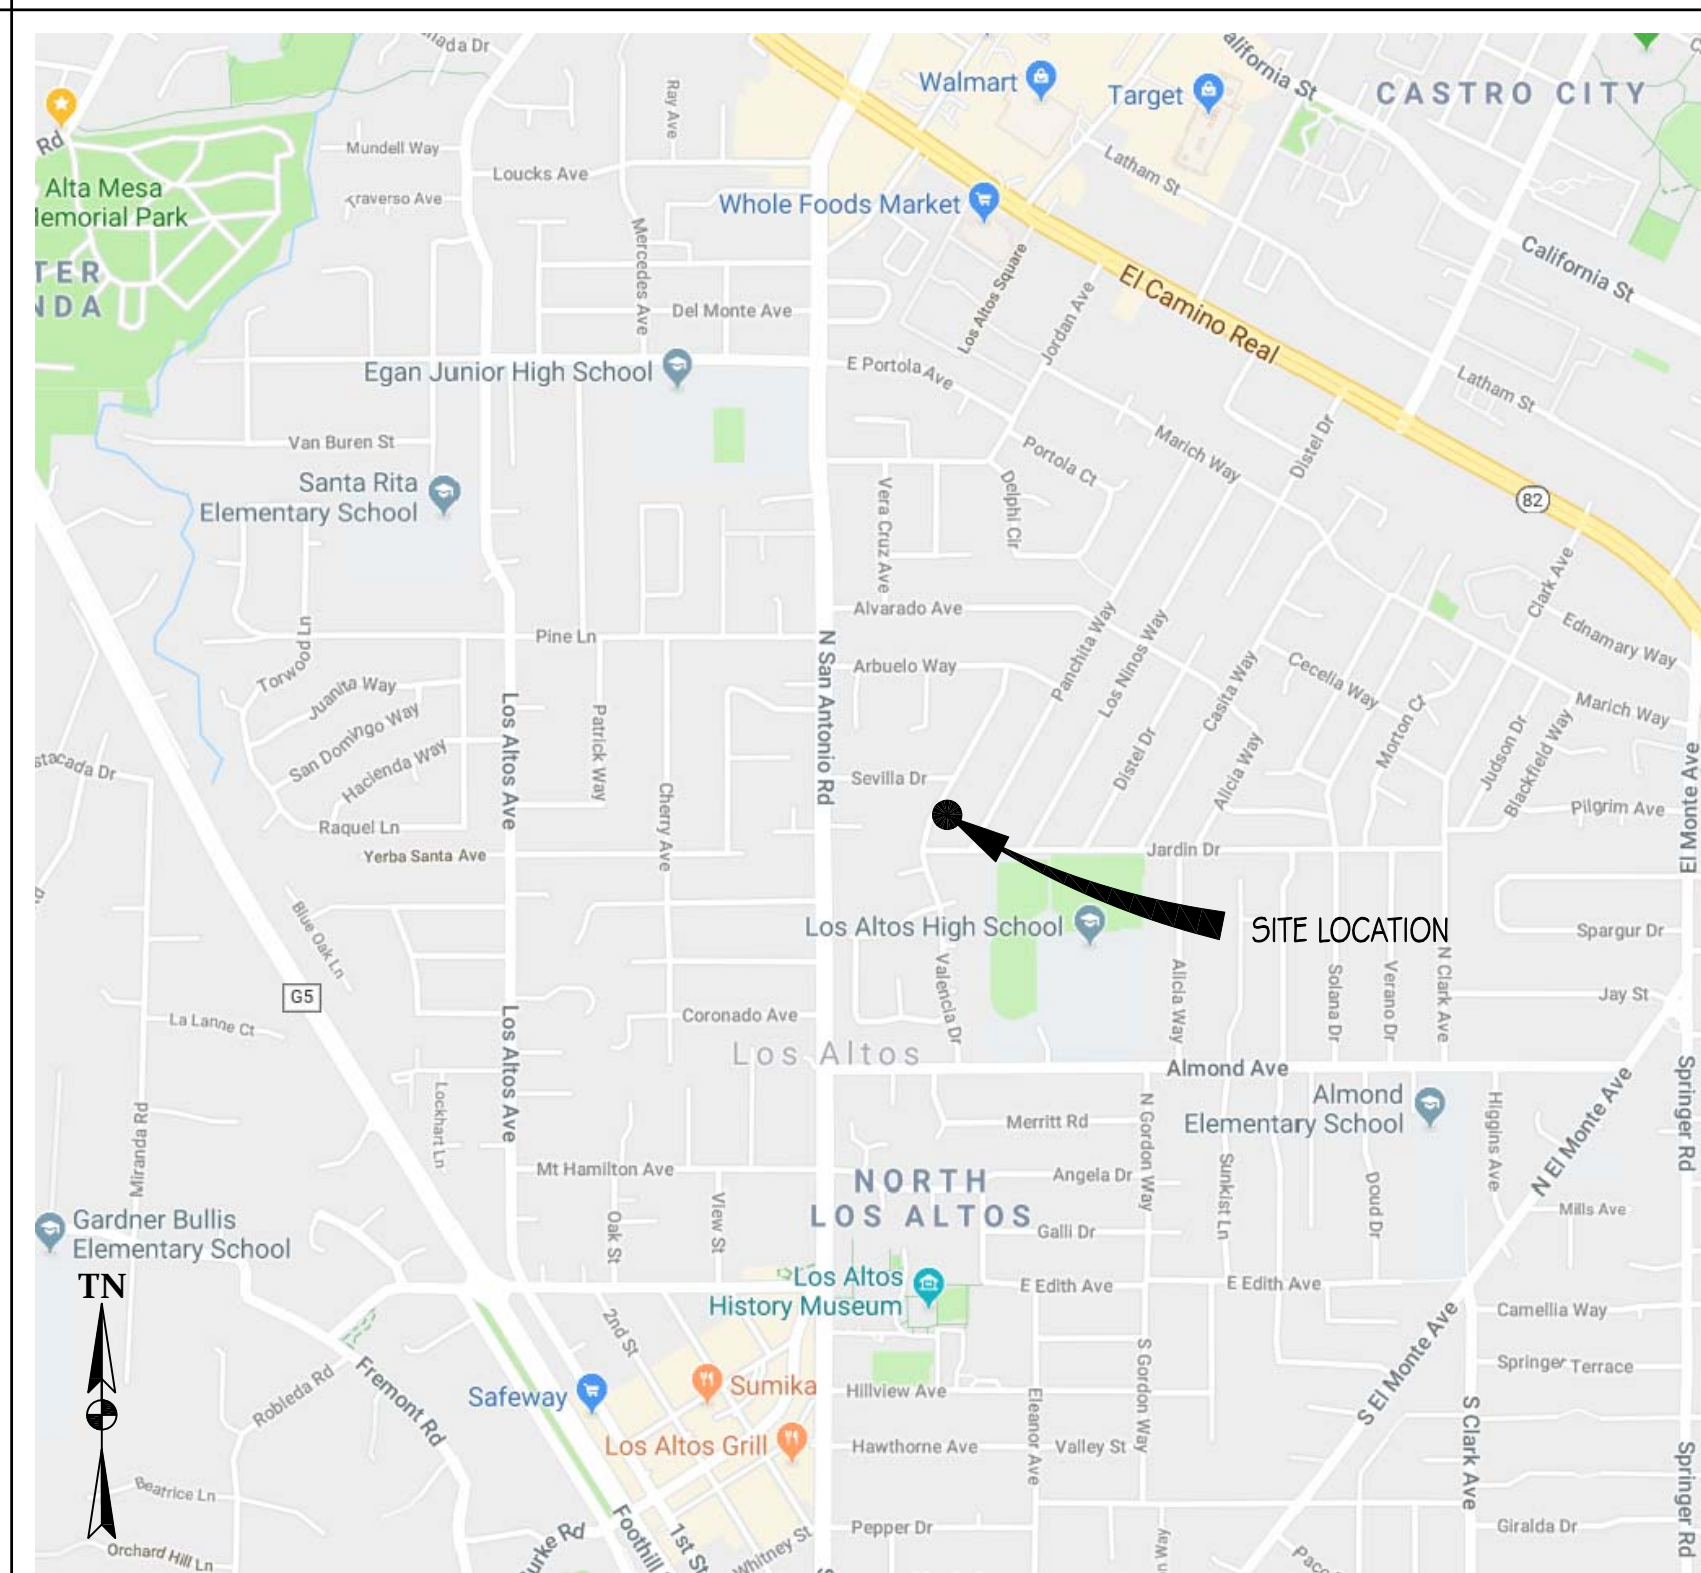 Walmart
Target
California St
CASTRO CITY
Ray Ave
Rd
Mundell Way
Loucks Ave
Latham St
Alta Mesa
Memorial Park
Traverso Ave
Whole Foods Market
Mercedes Ave
California St
TER
NDA
Los Altos Square
Jordan Ave
El Camino Real
Del Monte Ave
Egan Junior High School
E Portola Ave
Latham St
Van Buren St
Portola Ct
Marich Way
Distel Dr
Santa Rita
Elementary School
Vera Cruz Ave
Delphi Cir
82
Clark Ave
Alvarado Ave
Panchita Way
Los Ninos Way
Ednamary Way
Torwood Ln
Pine Ln
N San Antonio Rd
Arbuelo Way
Casita Way
Cecelia Way
Juanita Way
San Domingo Way
Hacienda Way
Los Altos Ave
Patrick Way
Morton Ct
Marich Way
Judson Dr
Blackfield Way
Distel Dr
Alicia Way
El Monte Ave
Sevilla Dr
Cherry Ave
Pilgrim Ave
Raquel Ln
Yerba Santa Ave
Jardin Dr
Blue Oak Ln
Los Altos High School
SITE LOCATION
Spargur Dr
Valencia Dr
Alicia Way
Solana Dr
Verano Dr
N Clark Ave
Jay St
G5
La Lanne Ct
Los Altos Ave
Coronado Ave
Los Altos
Almond Ave
Springer Rd
Miranda Rd
Lockhart Ln
Merritt Rd
N Gordon Way
Almond
Elementary School
Higgins Ave
N El Monte Ave
Mt Hamilton Ave
NORTH
LOS ALTOS
Angela Dr
Sunkist Ln
Doud Dr
Mills Ave
Gardner Bullis
Elementary School
Oak St
View St
Galli Dr
TN
Los Altos
History Museum
E Edith Ave
E Edith Ave
Camellia Way
2nd St
S El Monte Ave
Springer Terrace
Robleda Rd
Fremont Rd
Safeway
Sumika
Hillview Ave
Eleanor Ave
S Gordon Way
S Clark Ave
Los Altos Grill
Hawthorne Ave
Valley St
Springer Rd
Beatrice Ln
Orchard Hill Ln
Foothill
1st St
Whitney St
Pepper Dr
Giralda Dr